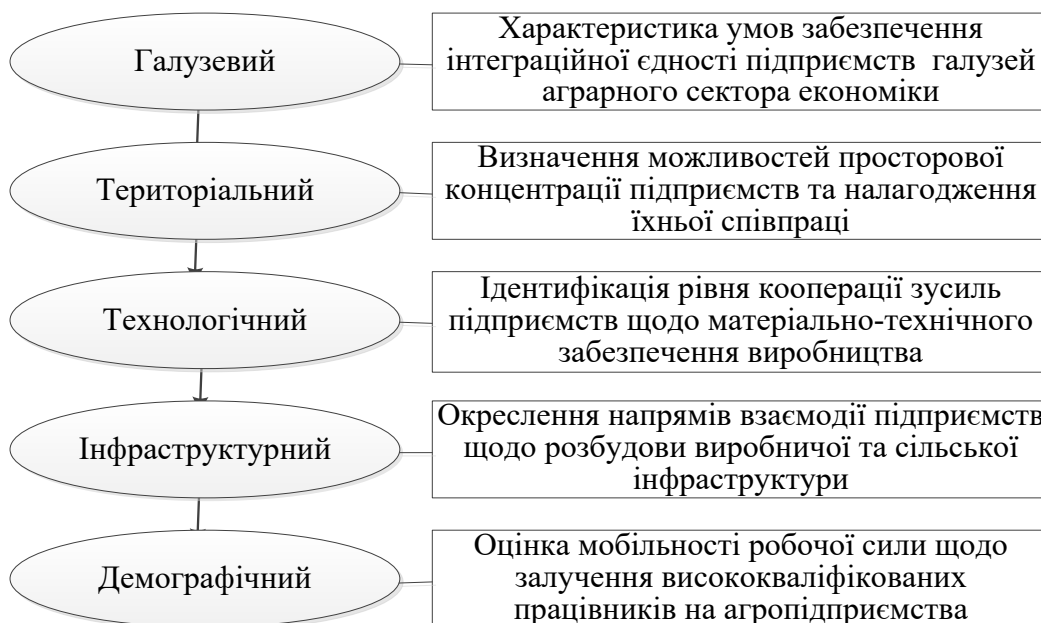 Галузевий
Характеристика умов забезпечення
інтеграційної єдності підприємств галузей
аграрного сектора економіки
Територіальний
Визначення можливостей просторової
концентрації підприємств та налагодження
їхньої співпраці
Технологічний
Ідентифікація рівня кооперації зусиль
підприємств щодо матеріально-технічного
забезпечення виробництва
Інфраструктурний
Окреслення напрямів взаємодії підприємств
щодо розбудови виробничої та сільської
інфраструктури
Демографічний
Оцінка мобільності робочої сили щодо
залучення висококваліфікованих
працівників на агропідприємства